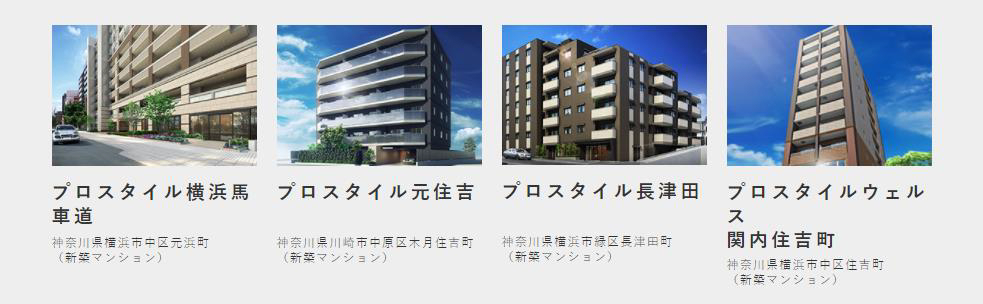 プロスタイル横浜馬
車道
神奈川県横浜市中区元浜町
（新築マンション）
プロスタイル元住吉
神奈川県川崎市中原区木月住吉町
（新築マンション）
プロスタイル長津田
神奈川県横浜市緑区長津田町
（新築マンション）
プロスタイルウェル
ス
関内住吉町
神奈川県横浜市中区住吉町
（新築マンション）